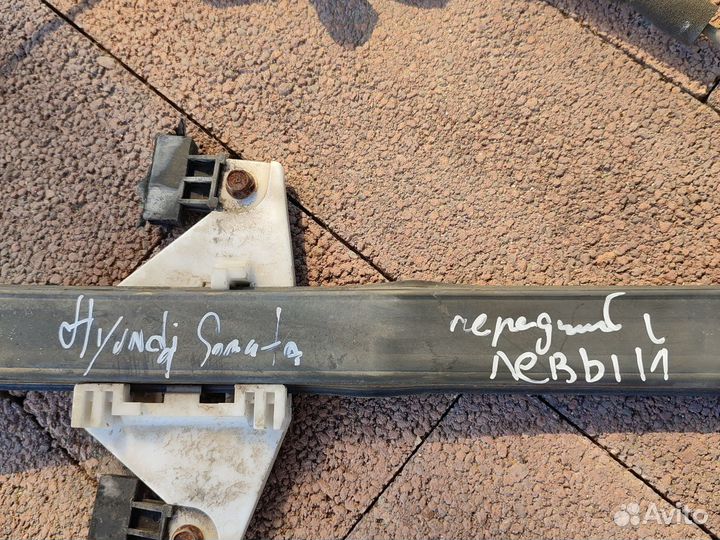 Hyundai Sonata
передний L
левый
Avito